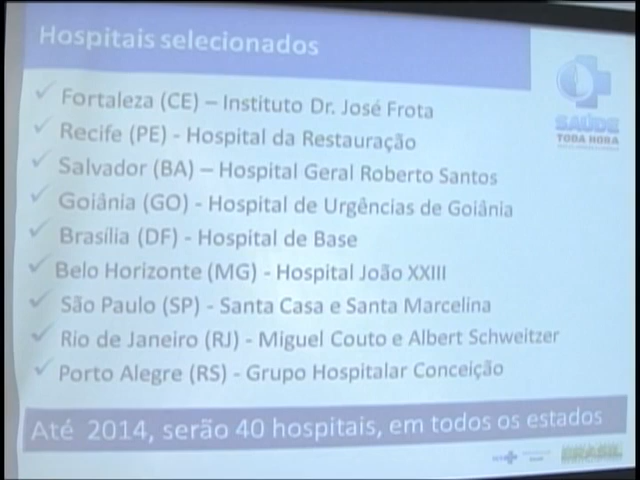 Hospitais selecionados
SAÚDE
TODA HORA
Fortaleza (CE) – Instituto Dr. José Frota
Recife (PE) - Hospital da Restauração
Salvador (BA) – Hospital Geral Roberto Santos
Goiânia (GO) - Hospital de Urgências de Goiânia
Brasília (DF) - Hospital de Base
Belo Horizonte (MG) - Hospital João XXIII
São Paulo (SP) - Santa Casa e Santa Marcelina
Rio de Janeiro (RJ) - Miguel Couto e Albert Schweitzer
Porto Alegre (RS) - Grupo Hospitalar Conceição
Até 2014, serão 40 hospitais, em todos os estados
BRASIL